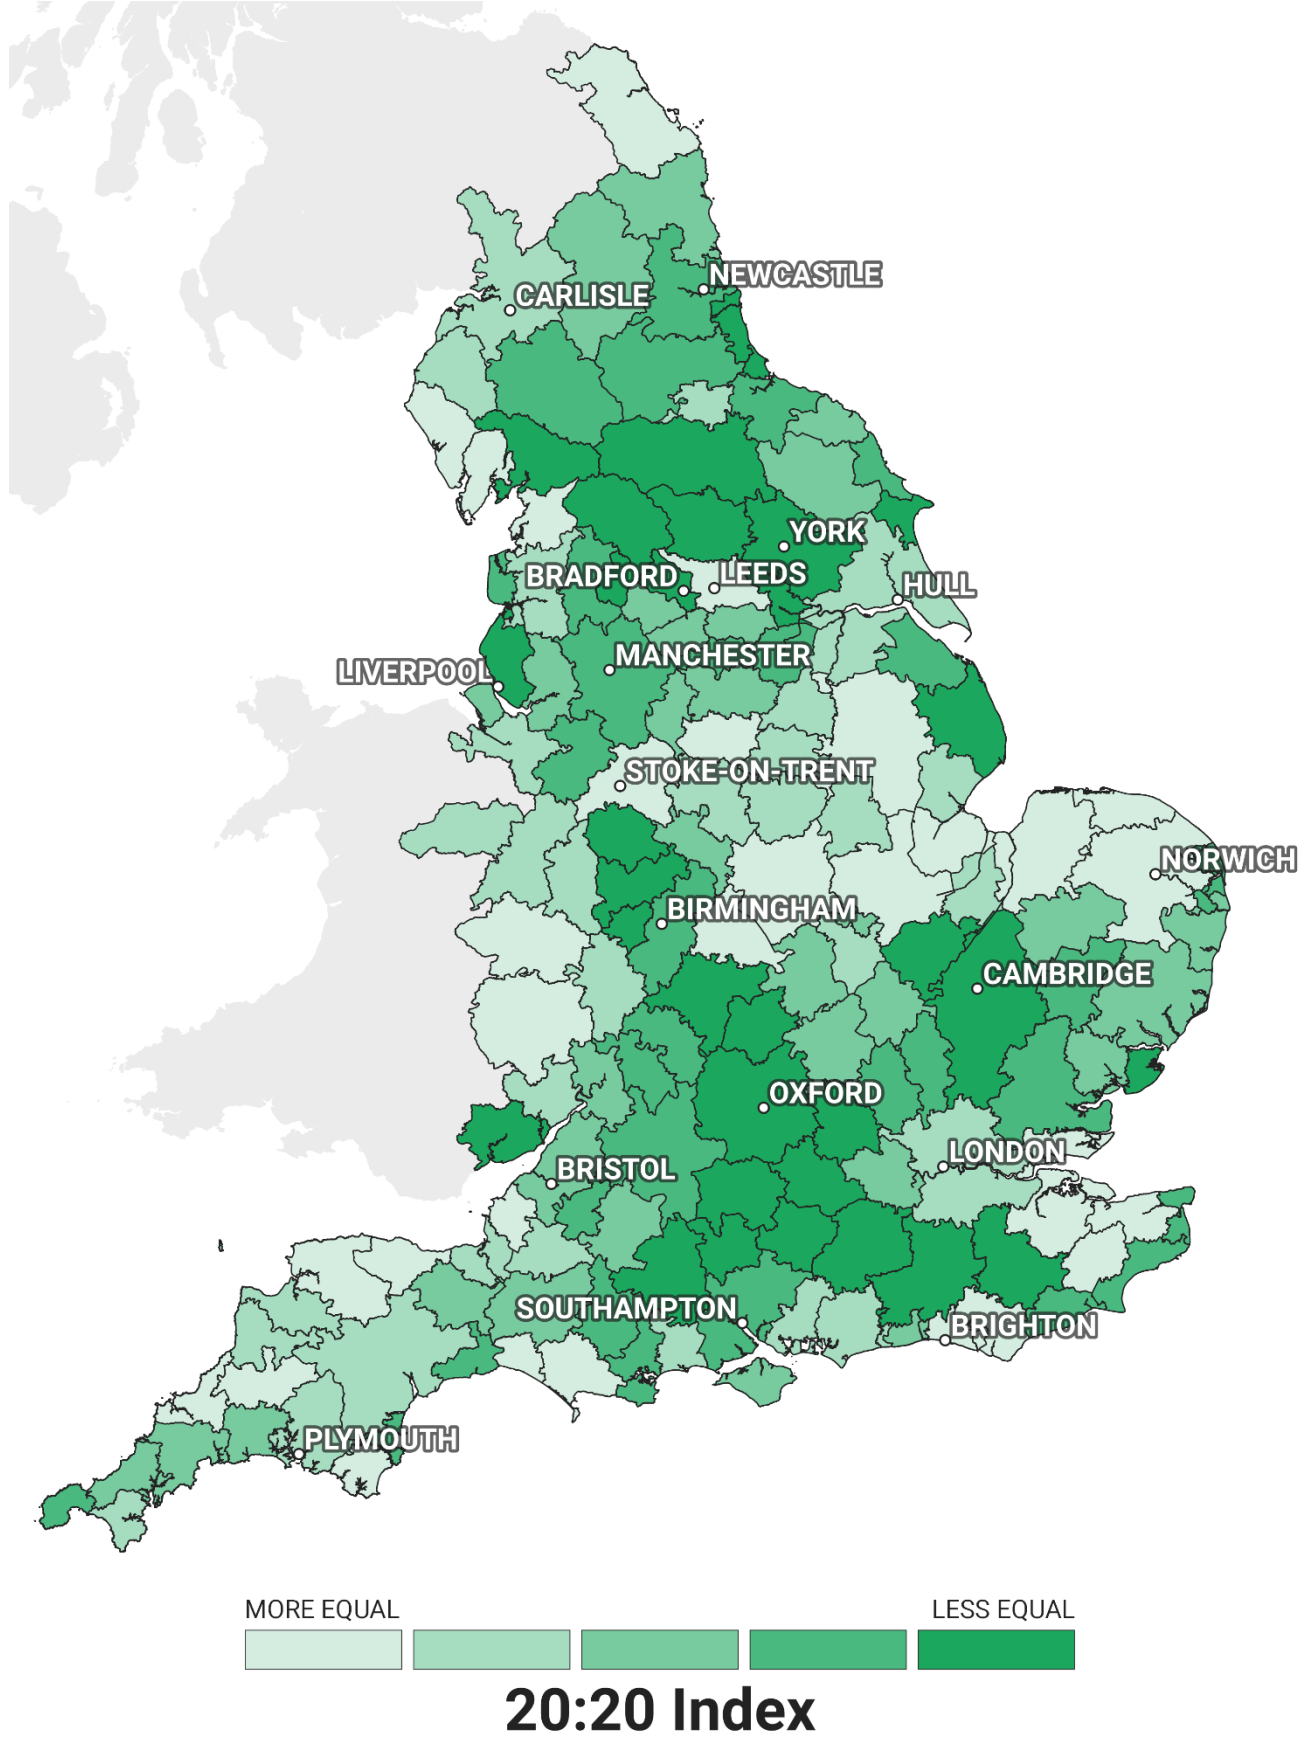 NEWCASTLE
CARLISLE
YORK
BRADFORD
LEEDS
HULL
MANCHESTER
LIVERPOOL
STOKE-ON-TRENT
NORWICH
BIRMINGHAM
CAMBRIDGE
OXFORD
LONDON
BRISTOL
SOUTHAMPTON
BRIGHTON
PLYMOUTH
MORE EQUAL
LESS EQUAL
20:20 Index